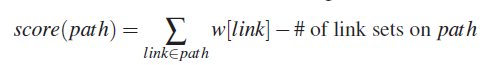 score(path) = ∑ w[link] – # of link sets on path
link∈path